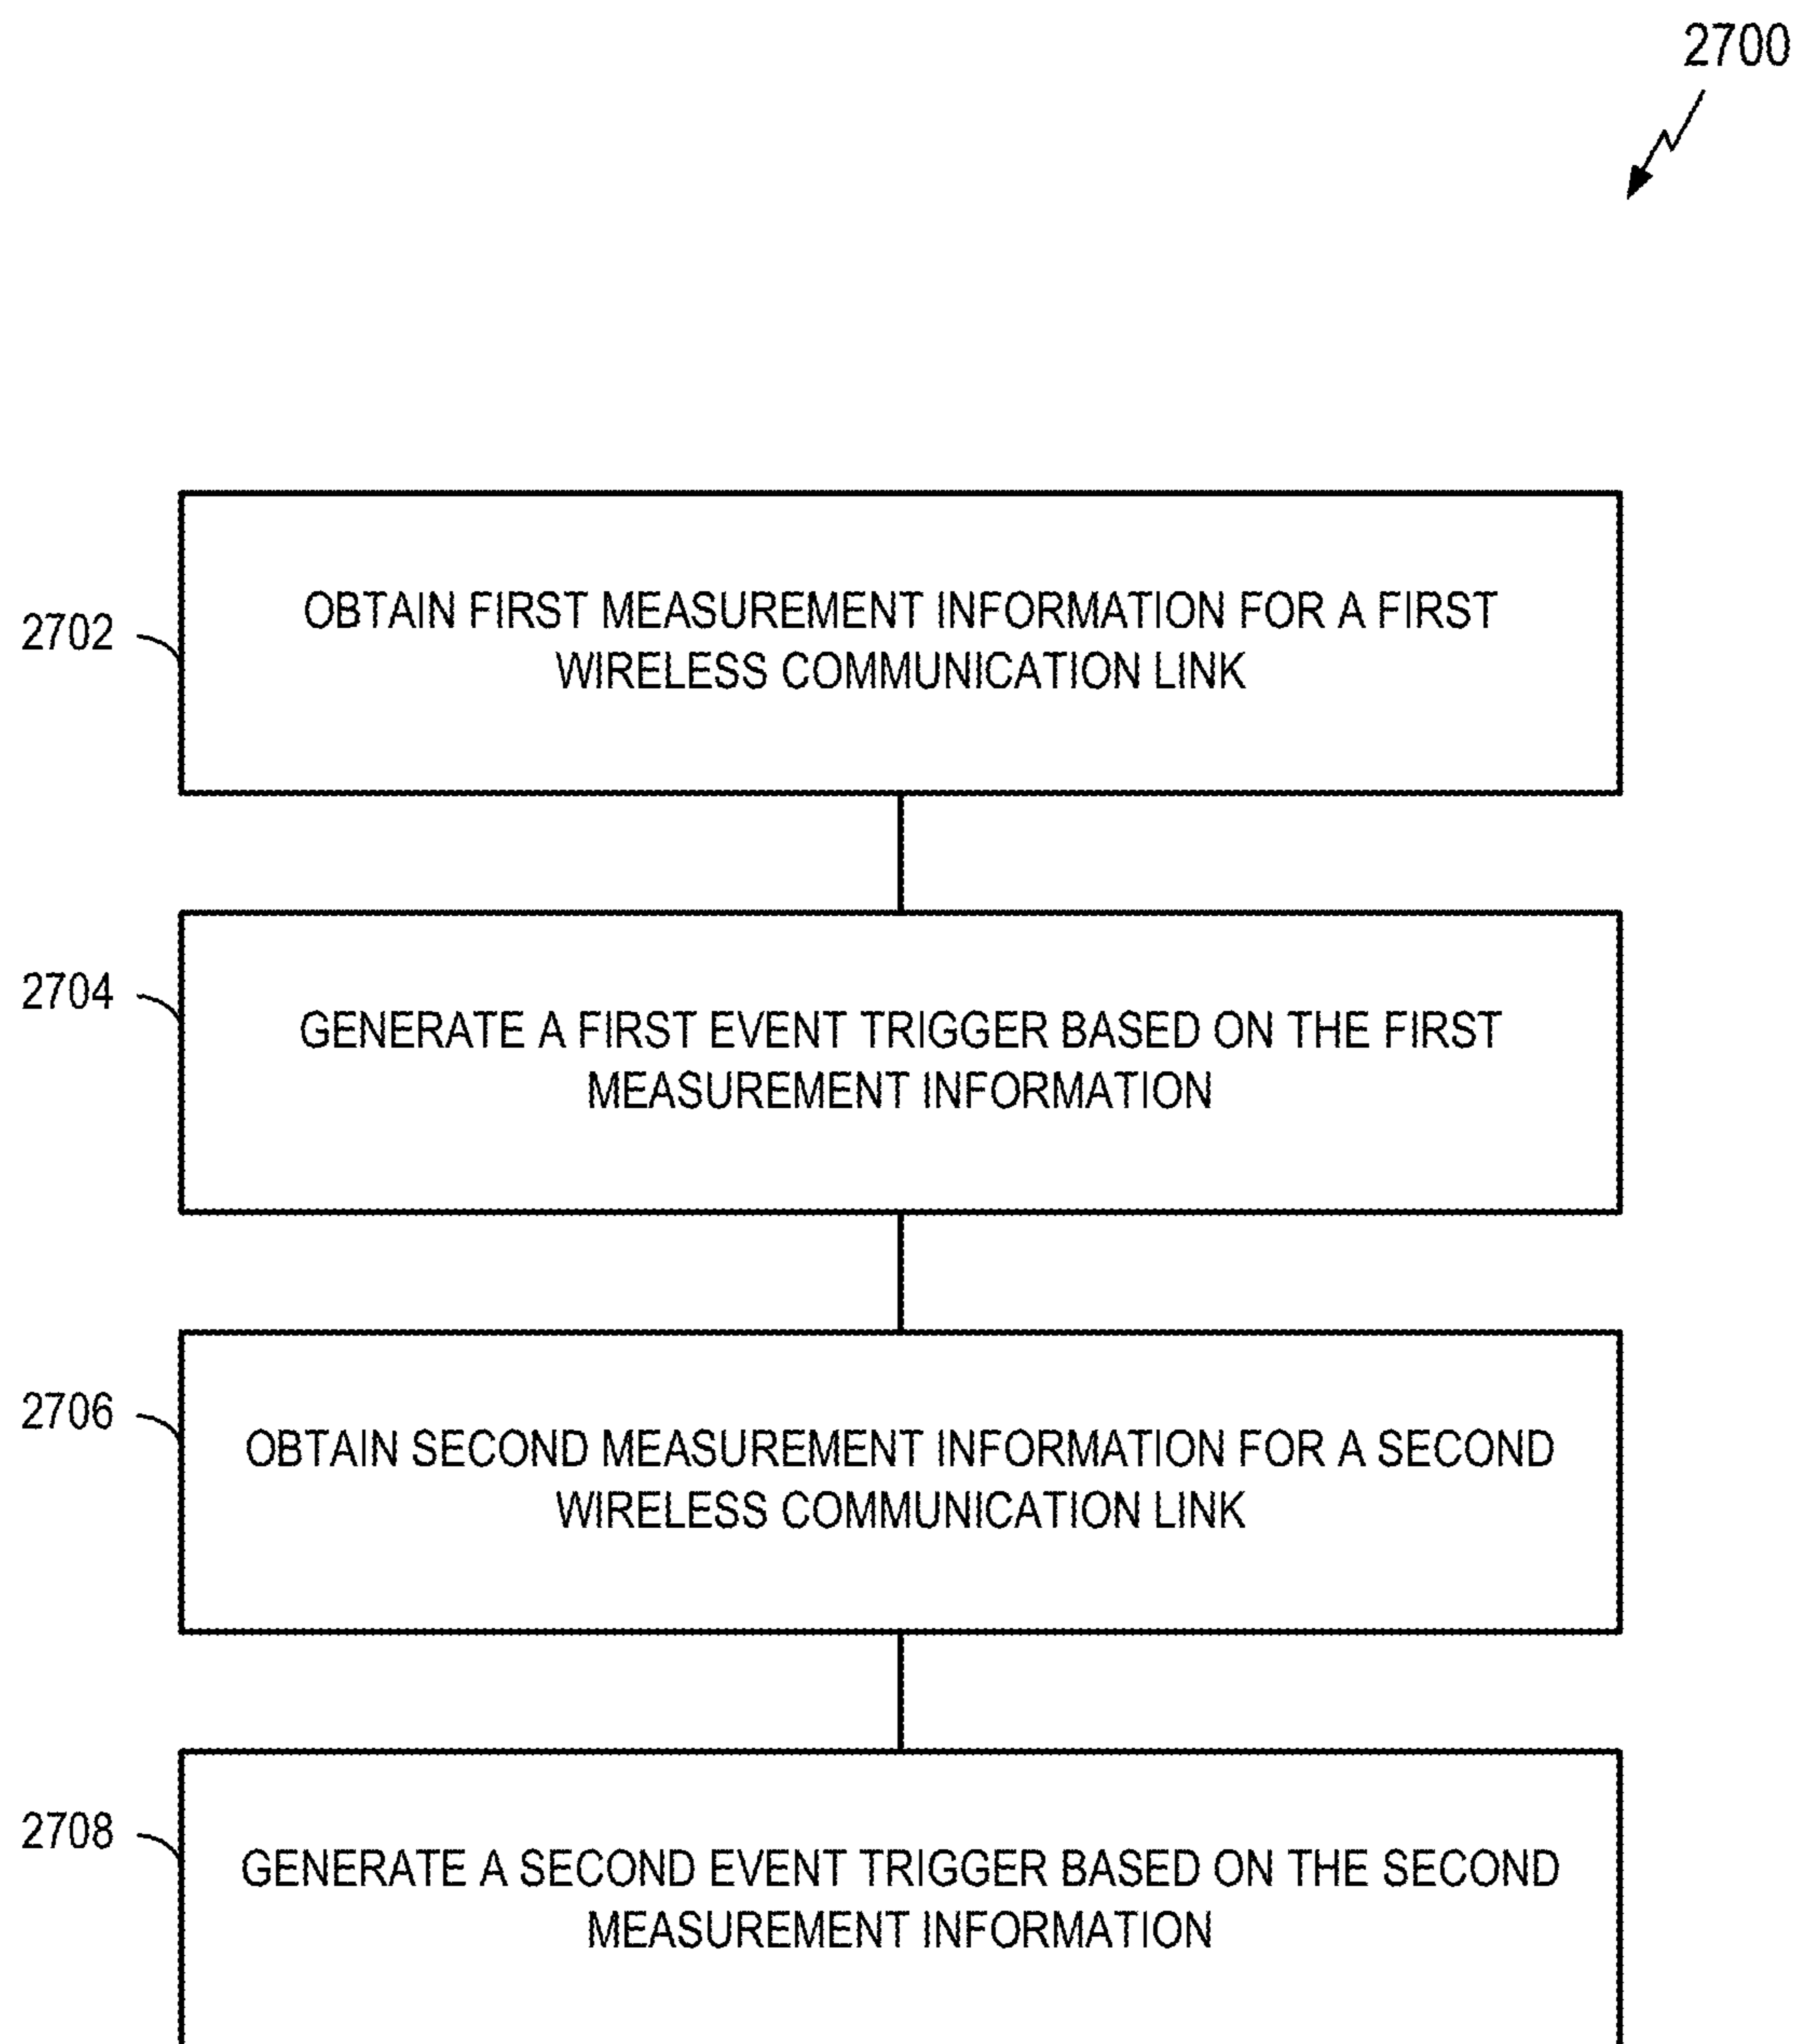 2700
2702
OBTAIN FIRST MEASUREMENT INFORMATION FOR A FIRST
WIRELESS COMMUNICATION LINK
2704
GENERATE A FIRST EVENT TRIGGER BASED ON THE FIRST
MEASUREMENT INFORMATION
2706
OBTAIN SECOND MEASUREMENT INFORMATION FOR A SECOND
WIRELESS COMMUNICATION LINK
2708
GENERATE A SECOND EVENT TRIGGER BASED ON THE SECOND
MEASUREMENT INFORMATION